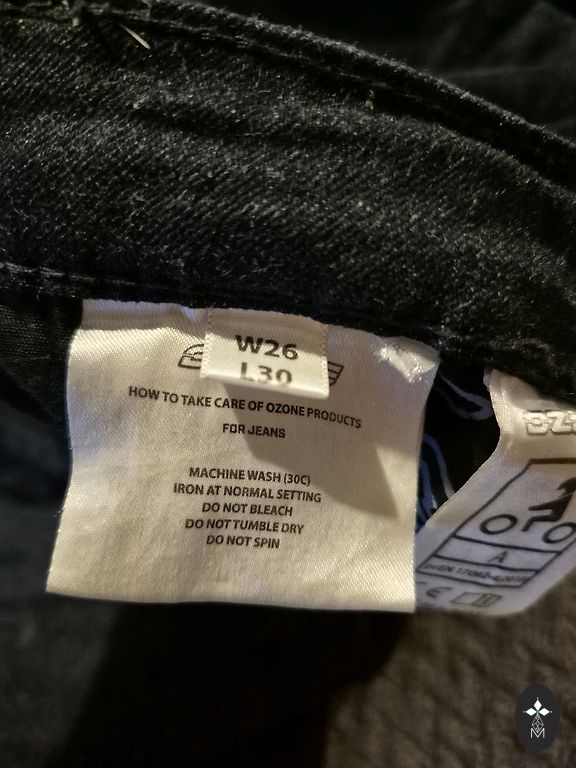 W26
L30
HOW TO TAKE CARE OF OZONE PRODUCTS
FOR JEANS
MACHINE WASH (30C)
IRON AT NORMAL SETTING
DO NOT BLEACH
DO NOT TUMBLE DRY
DO NOT SPIN
A
CE
M